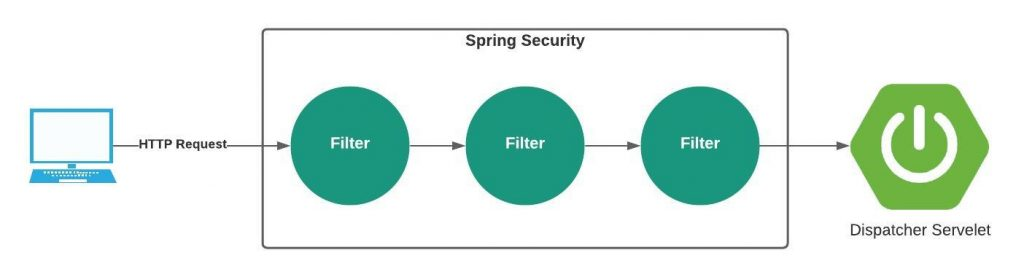 Spring Security
HTTP Request
Filter
Filter
Filter
Dispatcher Servelet